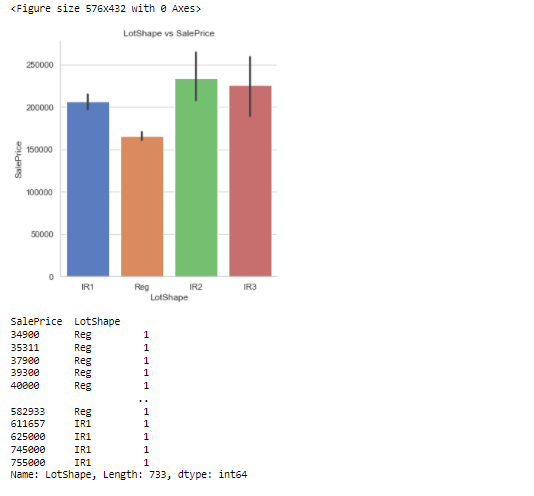 <Figure size 576x432 with 0 Axes>
LotShape vs SalePrice
250000
200000
150000
100000
50000
0
SalePrice
IR1 Reg IR2 IR3
LotShape
SalePrice LotShape
34900 Reg 1
35311 Reg 1
37900 Reg 1
39300 Reg 1
40000 Reg 1
..
582933 Reg 1
611657 IR1 1
625000 IR1 1
745000 IR1 1
755000 IR1 1
Name: LotShape, Length: 733, dtype: int64